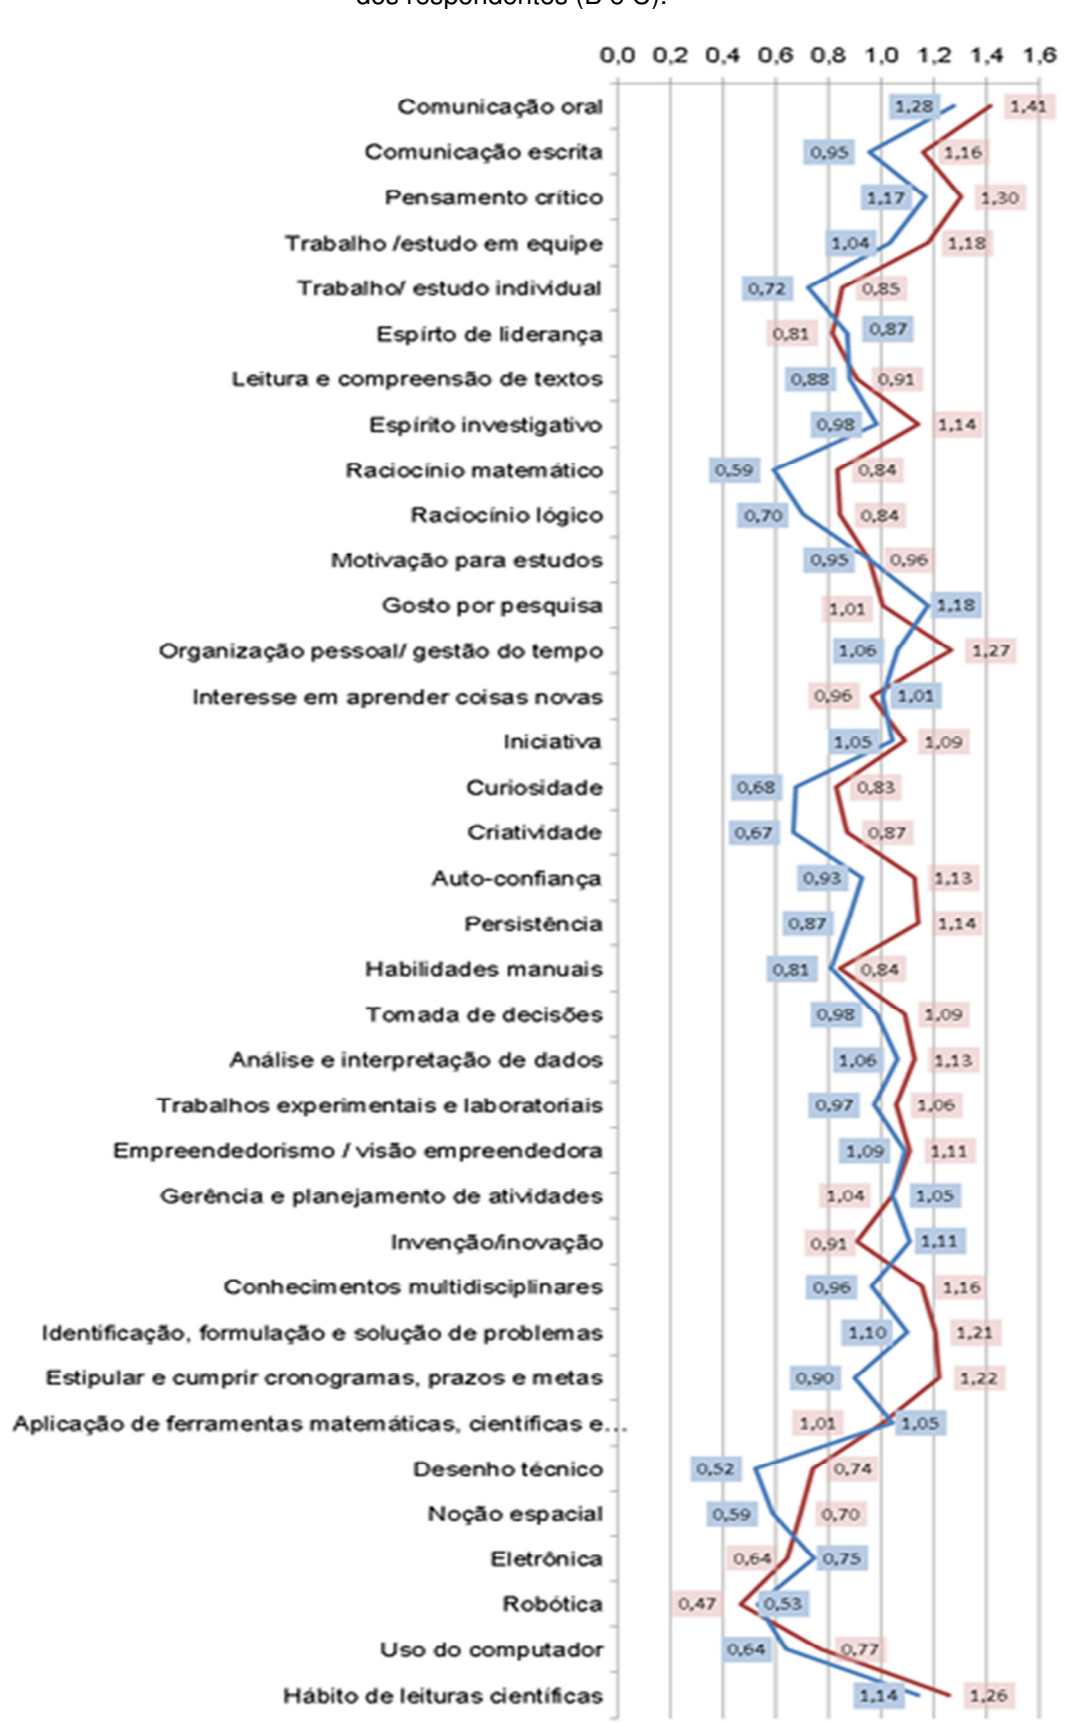 dos respondentes (B e C).
0,0 0,2 0,4 0,6 0,8 1,0 1,2 1,4 1,6
Comunicação oral 1,28 1,41
Comunicação escrita 0,95 1,16
Pensamento crítico 1,17 1,30
Trabalho /estudo em equipe 1,04 1,18
Trabalho/ estudo individual 0,72 0,85
Espírto de liderança 0,81 0,87
Leitura e compreensão de textos 0,88 0,91
Espírito investigativo 0,98 1,14
Raciocínio matemático 0,59 0,84
Raciocínio lógico 0,70 0,84
Motivação para estudos 0,95 0,96
Gosto por pesquisa 1,01 1,18
Organização pessoal/ gestão do tempo 1,06 1,27
Interesse em aprender coisas novas 0,96 1,01
Iniciativa 1,05 1,09
Curiosidade 0,68 0,83
Criatividade 0,67 0,87
Auto-confiança 0,93 1,13
Persistência 0,87 1,14
Habilidades manuais 0,81 0,84
Tomada de decisões 0,98 1,09
Análise e interpretação de dados 1,06 1,13
Trabalhos experimentais e laboratoriais 0,97 1,06
Empreendedorismo / visão empreendedora 1,09 1,11
Gerência e planejamento de atividades 1,04 1,05
Invenção/inovação 0,91 1,11
Conhecimentos multidisciplinares 0,96 1,16
Identificação, formulação e solução de problemas 1,10 1,21
Estipular e cumprir cronogramas, prazos e metas 0,90 1,22
Aplicação de ferramentas matemáticas, científicas e... 1,01 1,05
Desenho técnico 0,52 0,74
Noção espacial 0,59 0,70
Eletrônica 0,64 0,75
Robótica 0,47 0,53
Uso do computador 0,64 0,77
Hábito de leituras científicas 1,14 1,26